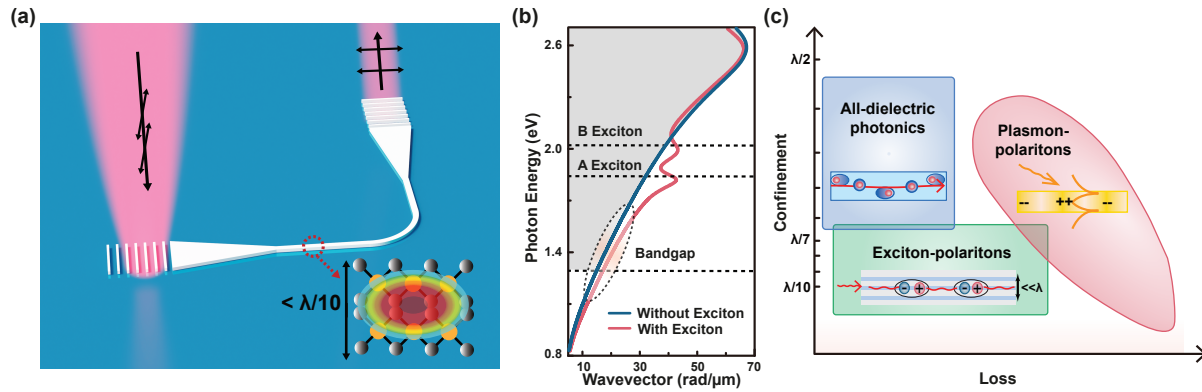 (a)
< λ/10
(b)
Photon Energy (eV)
2.6
2.0
1.4
0.8
B Exciton
A Exciton
Bandgap
Without Exciton
With Exciton
10
30
50
70
Wavevector (rad/µm)
(c)
Confinement
λ/2
λ/7
λ/10
All-dielectric
photonics
Plasmon-
polaritons
--
++
--
Exciton-polaritons
-
+
-
+
<<λ
Loss